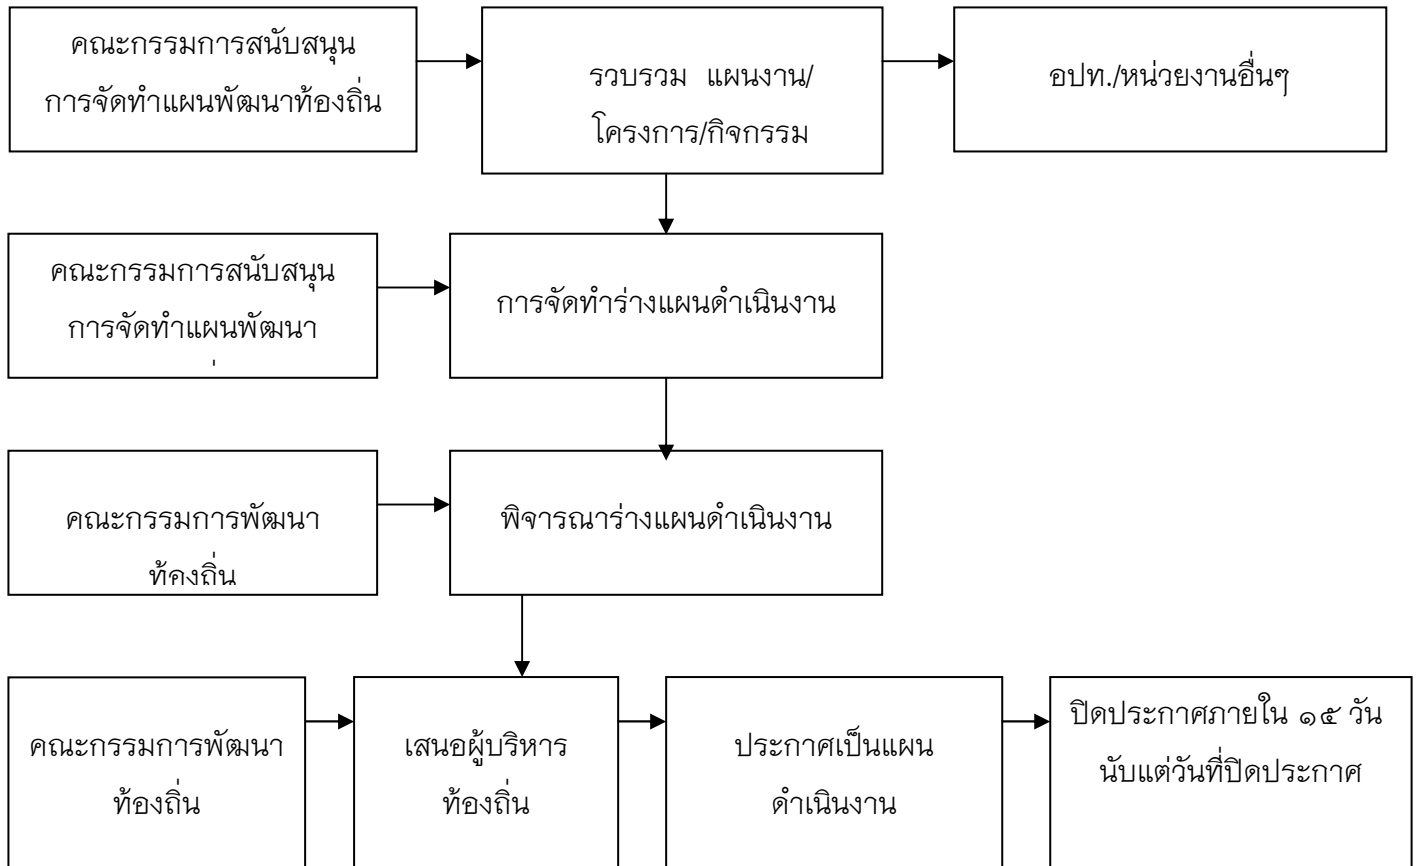 คณะกรรมการสนับสนุน
การจัดทำแผนพัฒนาท้องถิ่น
รวบรวม แผนงาน/
โครงการ/กิจกรรม
อปท./หน่วยงานอื่นๆ
คณะกรรมการสนับสนุน
การจัดทำแผนพัฒนา
การจัดทำร่างแผนดำเนินงาน
คณะกรรมการพัฒนา
ท้องถิ่น
พิจารณาร่างแผนดำเนินงาน
คณะกรรมการพัฒนา
ท้องถิ่น
เสนอผู้บริหาร
ท้องถิ่น
ประกาศเป็นแผน
ดำเนินงาน
ปิดประกาศภายใน ๑๕ วัน
นับแต่วันที่ปิดประกาศ